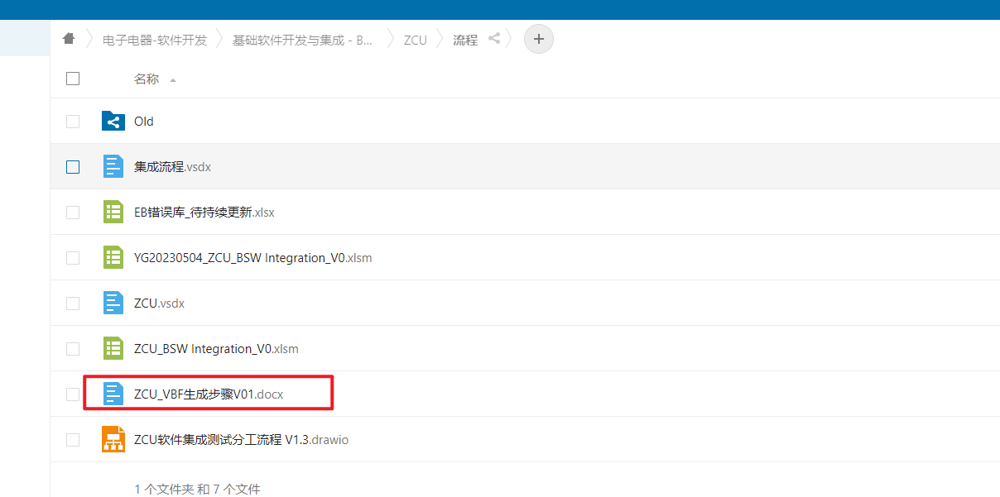 电子电器-软件开发 基础软件开发与集成 - B... ZCU 流程
名称
Old
集成流程.vsdx
EB错误库_待持续更新.xlsx
YG20230504_ZCU_BSW Integration_V0.xlsm
ZCU.vsdx
ZCU_BSW Integration_V0.xlsm
ZCU_VBF生成步骤V01.docx
ZCU软件集成测试分工流程 V1.3.drawio
1 个文件夹 和 7 个文件